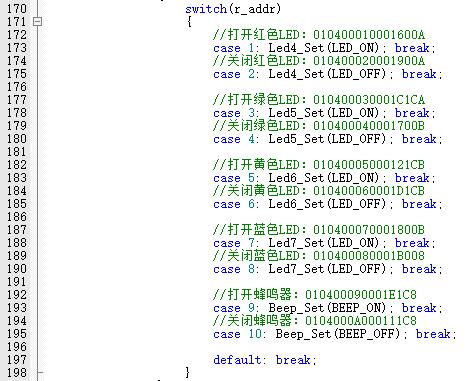 170 switch(r_addr)
171 {
172 //打开红色LED：010400010001600A
173 case 1: Led4_Set(LED_ON); break;
174 //关闭红色LED：010400020001900A
175 case 2: Led4_Set(LED_OFF); break;
176
177 //打开绿色LED：010400030001C1CA
178 case 3: Led5_Set(LED_ON); break;
179 //关闭绿色LED：010400040001700B
180 case 4: Led5_Set(LED_OFF); break;
181
182 //打开黄色LED：01040005000121CB
183 case 5: Led6_Set(LED_ON); break;
184 //关闭黄色LED：010400060001D1CB
185 case 6: Led6_Set(LED_OFF); break;
186
187 //打开蓝色LED：010400070001800B
188 case 7: Led7_Set(LED_ON); break;
189 //关闭蓝色LED：010400080001B008
190 case 8: Led7_Set(LED_OFF); break;
191
192 //打开蜂鸣器：010400090001E1C8
193 case 9: Beep_Set(BEEP_ON); break;
194 //关闭蜂鸣器：0104000A000111C8
195 case 10: Beep_Set(BEEP_OFF); break;
196
197 default: break;
198 }